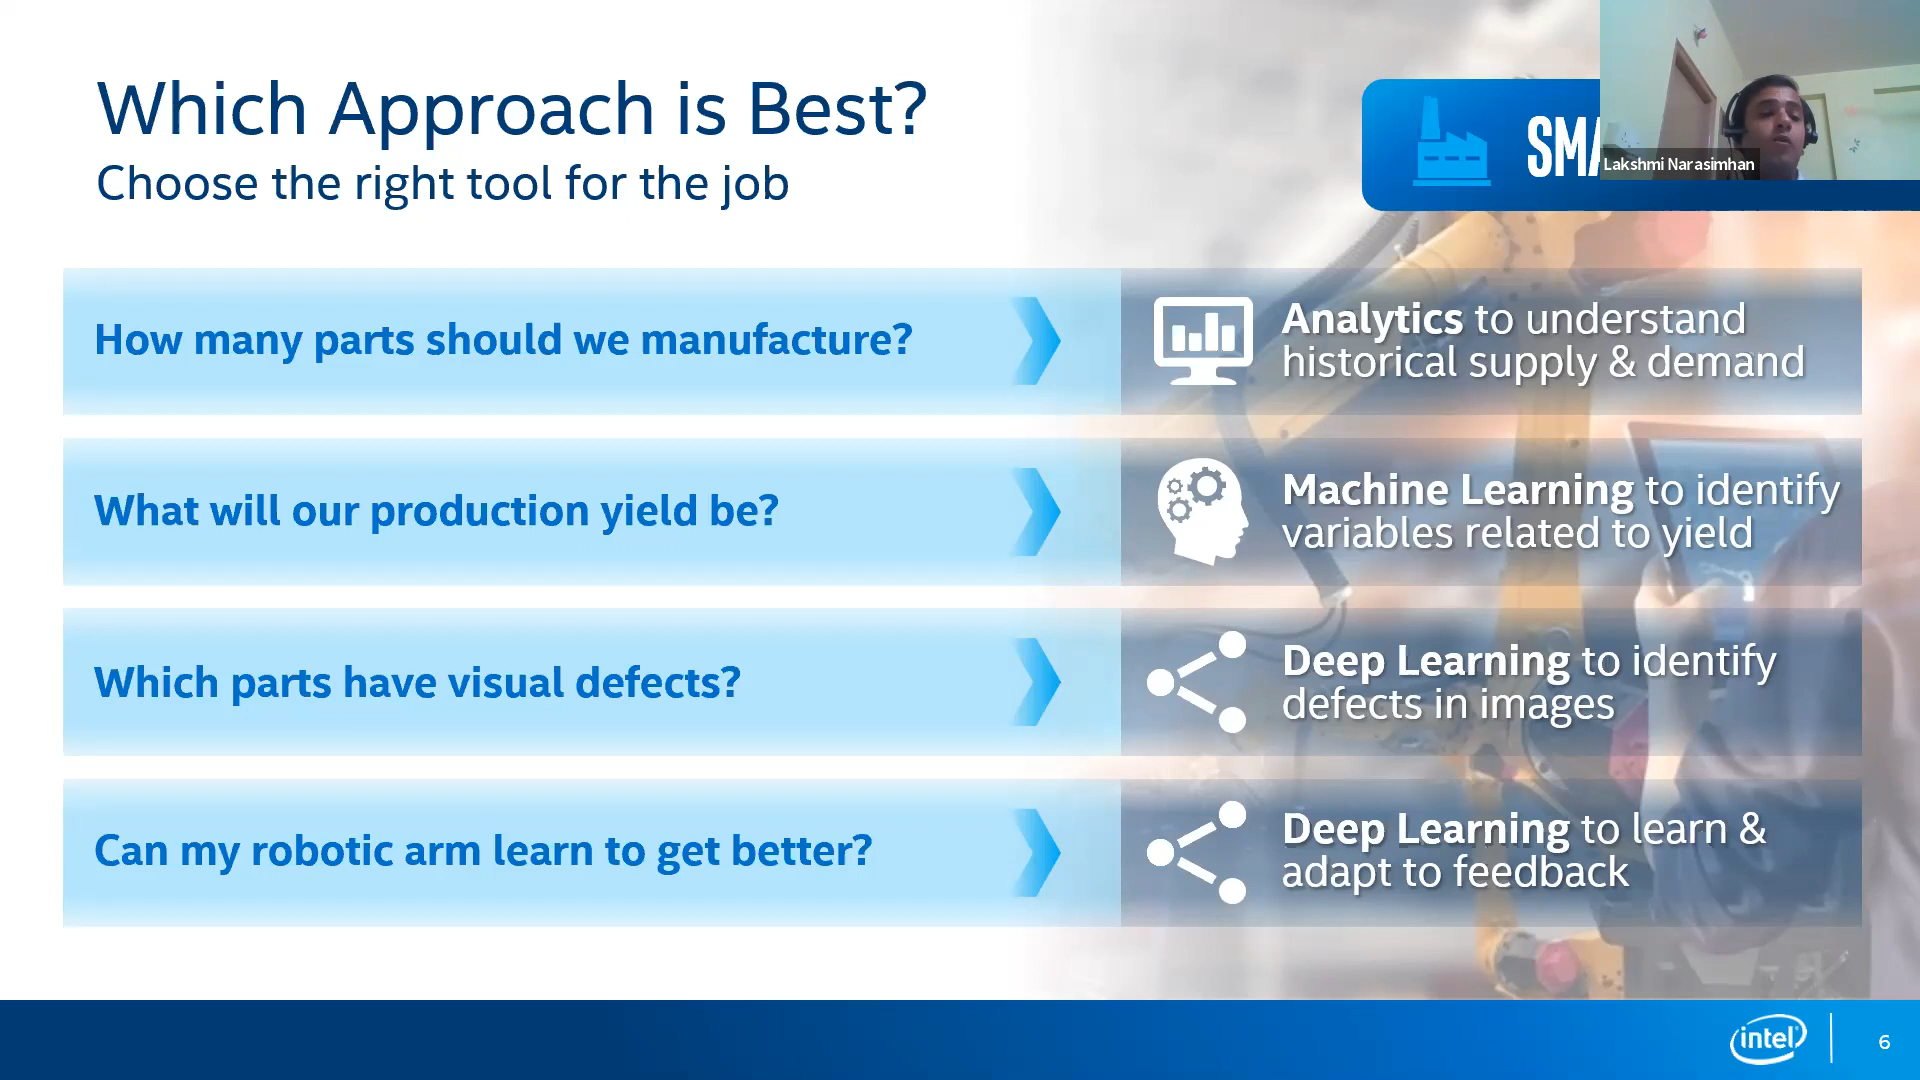 Which Approach is Best?
Choose the right tool for the job
SMA
Lakshmi Narasimhan
How many parts should we manufacture?
Analytics to understand
historical supply & demand
What will our production yield be?
Machine Learning to identify
variables related to yield
Which parts have visual defects?
Deep Learning to identify
defects in images
Can my robotic arm learn to get better?
Deep Learning to learn &
adapt to feedback
intel
6